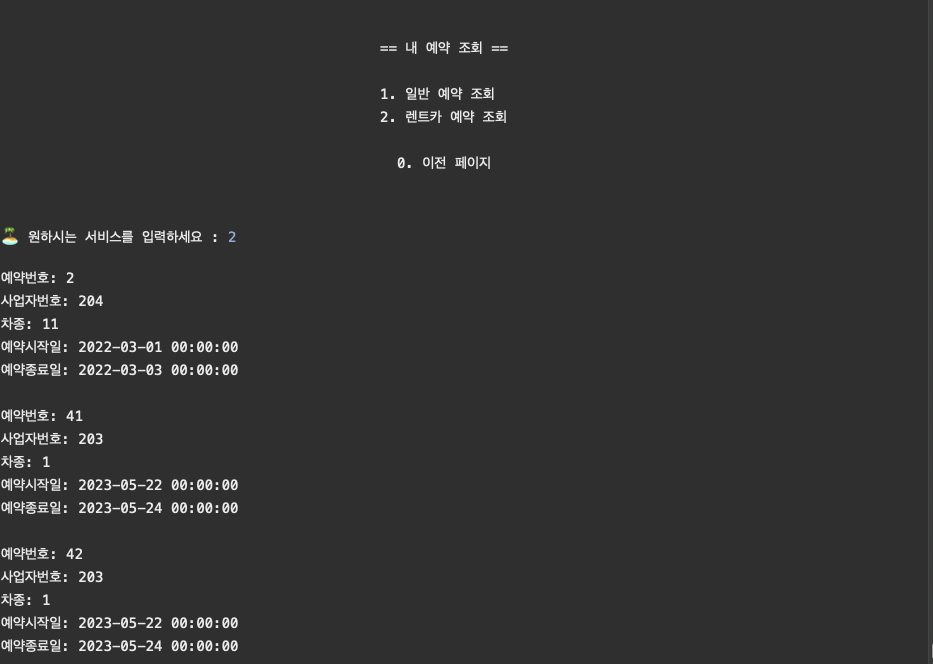 == 내 예약 조회 ==
1. 일반 예약 조회
2. 렌트카 예약 조회
0. 이전 페이지
🏝️ 원하시는 서비스를 입력하세요 : 2
예약번호: 2
사업자번호: 204
차종: 11
예약시작일: 2022-03-01 00:00:00
예약종료일: 2022-03-03 00:00:00
예약번호: 41
사업자번호: 203
차종: 1
예약시작일: 2023-05-22 00:00:00
예약종료일: 2023-05-24 00:00:00
예약번호: 42
사업자번호: 203
차종: 1
예약시작일: 2023-05-22 00:00:00
예약종료일: 2023-05-24 00:00:00